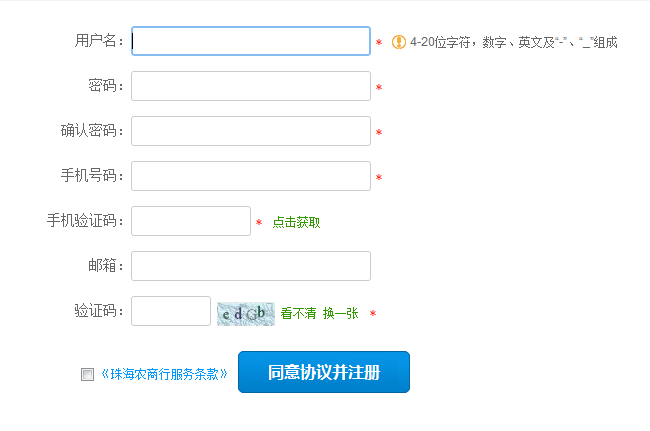 用户名： * 4-20位字符，数字、英文及“-”、“_”组成
密码： *
确认密码： *
手机号码： *
手机验证码： * 点击获取
邮箱：
验证码： edGb 看不清 换一张 *
《珠海农商行服务条款》 同意协议并注册